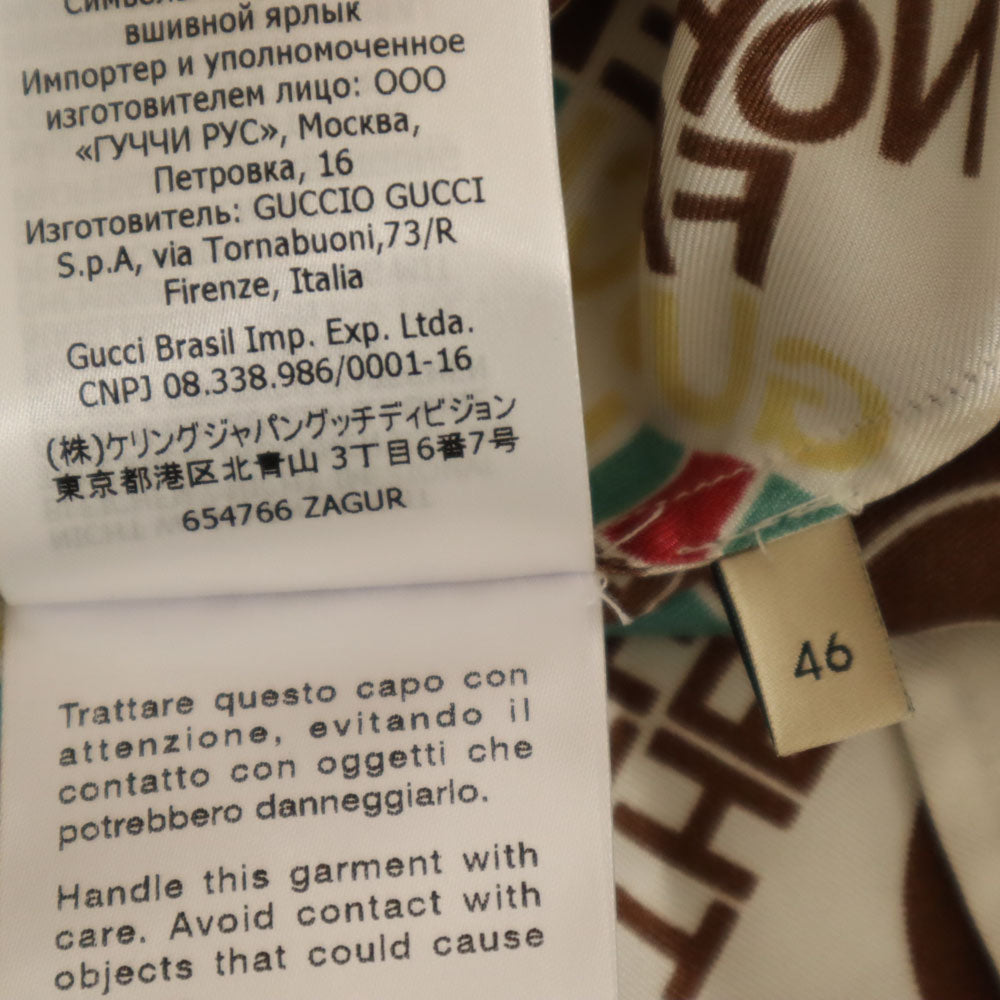 вшивной ярлык
Импортер и уполномоченное
изготовителем лицо: ООО
«ГУЧЧИ РУС», Москва,
Петровка, 16
Изготовитель: GUCCIO GUCCI
S.p.A, via Tornabuoni,73/R
Firenze, Italia
Gucci Brasil Imp. Exp. Ltda.
CNPJ 08.338.986/0001-16
(株)ケリングジャパングッチディビジョン
東京都港区北青山 3丁目6番7号
654766 ZAGUR
Trattare questo capo con
attenzione, evitando il
contatto con oggetti che
potrebbero danneggiarlo.
Handle this garment with
care. Avoid contact with
objects that could cause
46